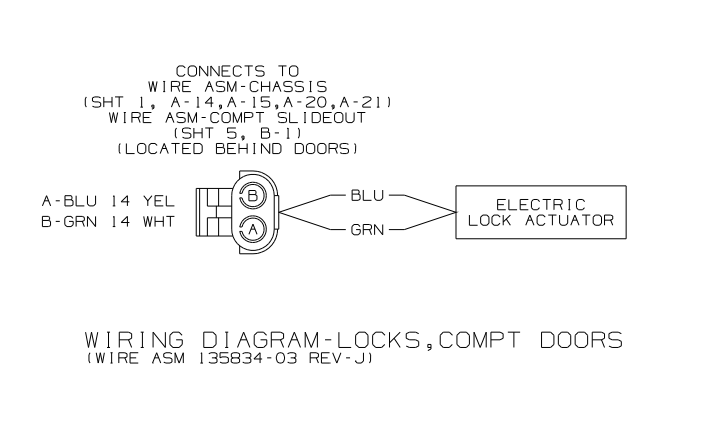 CONNECTS TO
WIRE ASM-CHASSIS
(SHT 1, A-14,A-15,A-20,A-21)
WIRE ASM-COMPT SLIDEOUT
(SHT 5, B-1)
(LOCATED BEHIND DOORS)
A-BLU 14 YEL
B-GRN 14 WHT
B
A
BLU
GRN
ELECTRIC
LOCK ACTUATOR
WIRING DIAGRAM-LOCKS,COMPT DOORS
(WIRE ASM 135834-03 REV-J)